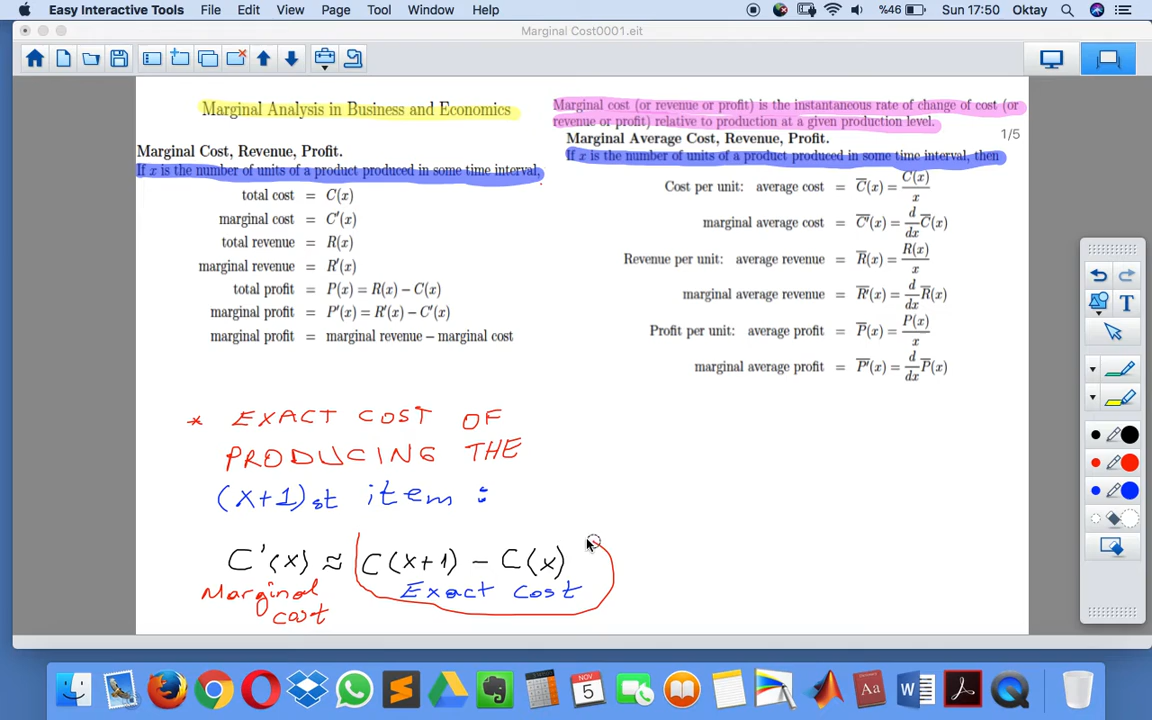 Easy Interactive Tools File Edit View Page Tool Window Help %46 Sun 17:50 Oktay
Marginal Cost0001.eit
Marginal Analysis in Business and Economics
Marginal Cost, Revenue, Profit.
If x is the number of units of a product produced in some time interval,
total cost = C(x)
marginal cost = C′(x)
total revenue = R(x)
marginal revenue = R′(x)
total profit = P(x) = R(x) – C(x)
marginal profit = P′(x) = R′(x) – C′(x)
marginal profit = marginal revenue – marginal cost
Marginal cost (or revenue or profit) is the instantaneous rate of change of cost (or
revenue or profit) relative to production at a given production level.
1/5
Marginal Average Cost, Revenue, Profit.
If x is the number of units of a product produced in some time interval, then
Cost per unit: average cost = C̅(x) = C(x)/x
marginal average cost = C̅′(x) = d/dx C̅(x)
Revenue per unit: average revenue = R̅(x) = R(x)/x
marginal average revenue = R̅′(x) = d/dx R̅(x)
Profit per unit: average profit = P̅(x) = P(x)/x
marginal average profit = P̅′(x) = d/dx P̅(x)
* EXACT COST OF
PRODUCING THE
(x+1)st item :
C'(x) ≈ C(x+1) – C(x)
Marginal Exact cost
cost
T
NOV
5
Aa
W